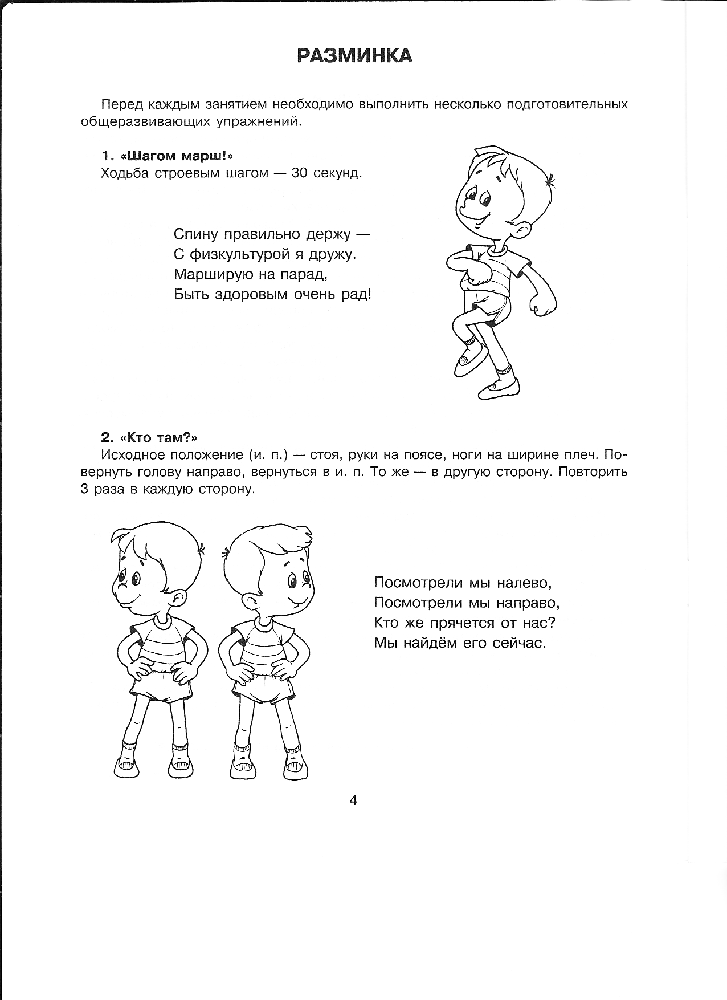 РАЗМИНКА
Перед каждым занятием необходимо выполнить несколько подготовительных
общеразвивающих упражнений.
1. «Шагом марш!»
Ходьба строевым шагом — 30 секунд.
Спину правильно держу —
С физкультурой я дружу.
Марширую на парад,
Быть здоровым очень рад!
2. «Кто там?»
Исходное положение (и. п.) — стоя, руки на поясе, ноги на ширине плеч. По-
вернуть голову направо, вернуться в и. п. То же — в другую сторону. Повторить
3 раза в каждую сторону.
Посмотрели мы налево,
Посмотрели мы направо,
Кто же прячется от нас?
Мы найдём его сейчас.
4